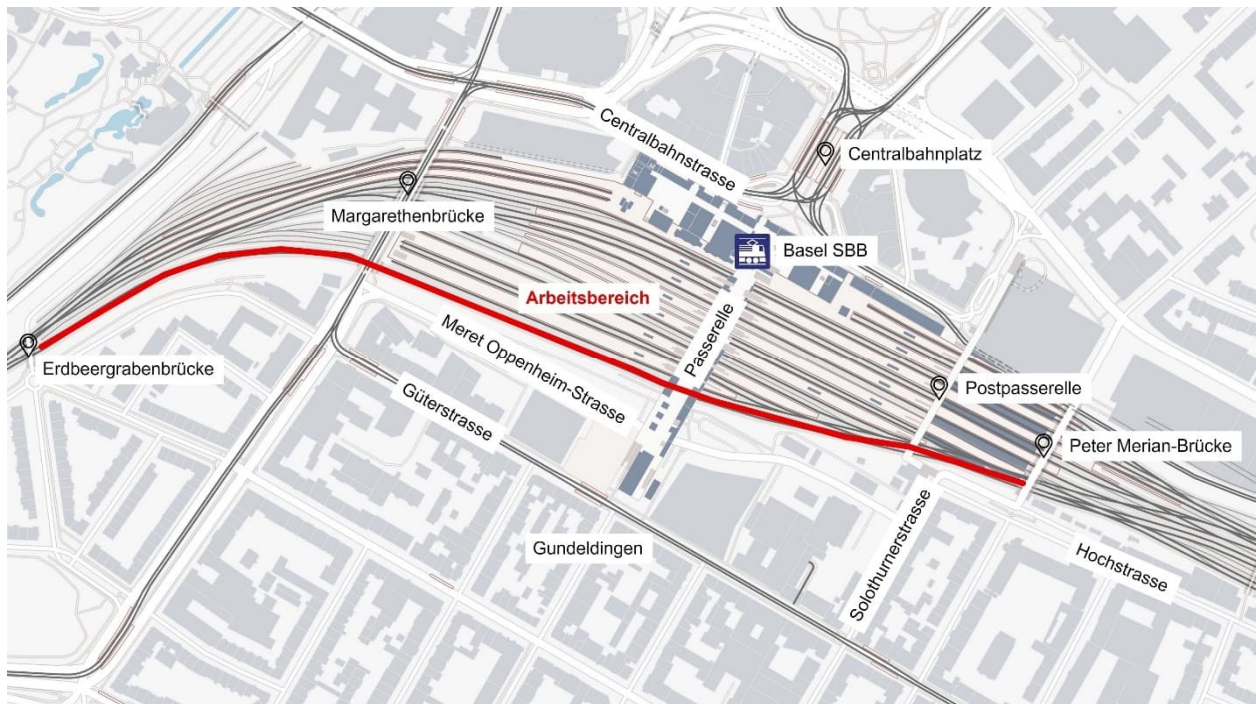 Centralbahnstrasse
Centralbahnplatz
Margarethenbrücke
Basel SBB
Arbeitsbereich
Passerelle
Meret Oppenheim-Strasse
Erdbeergrabenbrücke
Güterstrasse
Postpasserelle
Peter Merian-Brücke
Solothurnerstrasse
Gundeldingen
Hochstrasse